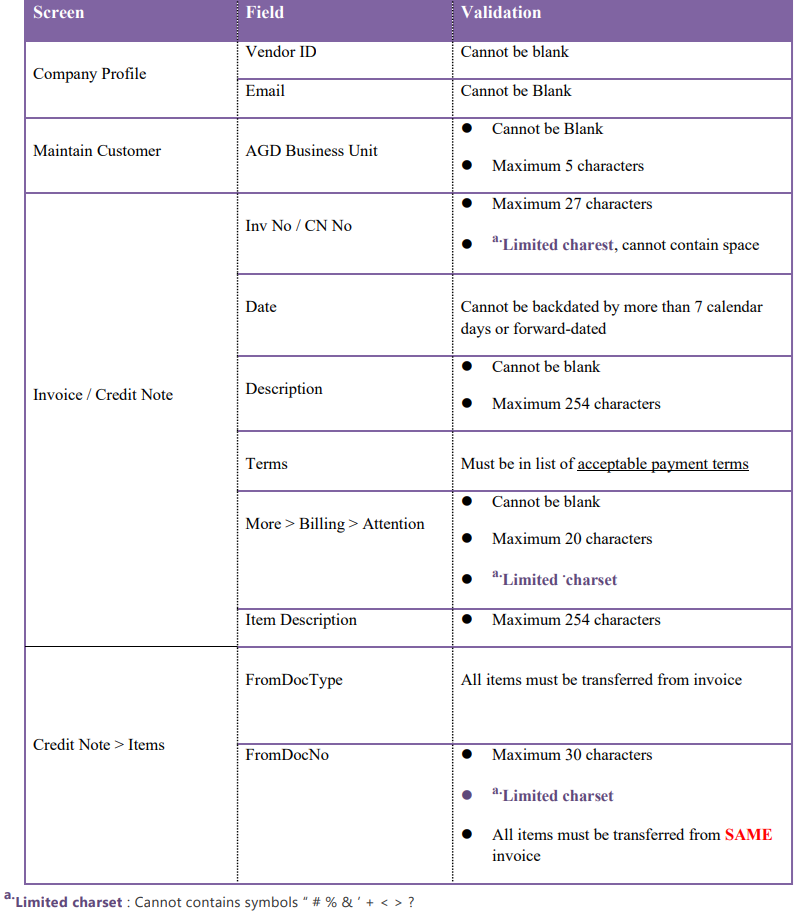 Screen Field Validation
Company Profile
Vendor ID Cannot be blank
Email Cannot be Blank
Maintain Customer AGD Business Unit
● Cannot be Blank
● Maximum 5 characters
Invoice / Credit Note
Inv No / CN No
● Maximum 27 characters
● a.Limited charest, cannot contain space
Date
Cannot be backdated by more than 7 calendar
days or forward-dated
Description
● Cannot be blank
● Maximum 254 characters
Terms Must be in list of acceptable payment terms
More > Billing > Attention
● Cannot be blank
● Maximum 20 characters
● a.Limited charset
Item Description ● Maximum 254 characters
Credit Note > Items
FromDocType All items must be transferred from invoice
FromDocNo ● Maximum 30 characters
● a.Limited charset
● All items must be transferred from SAME
invoice
a.Limited charset : Cannot contains symbols “ # % & ‘ + < > ?